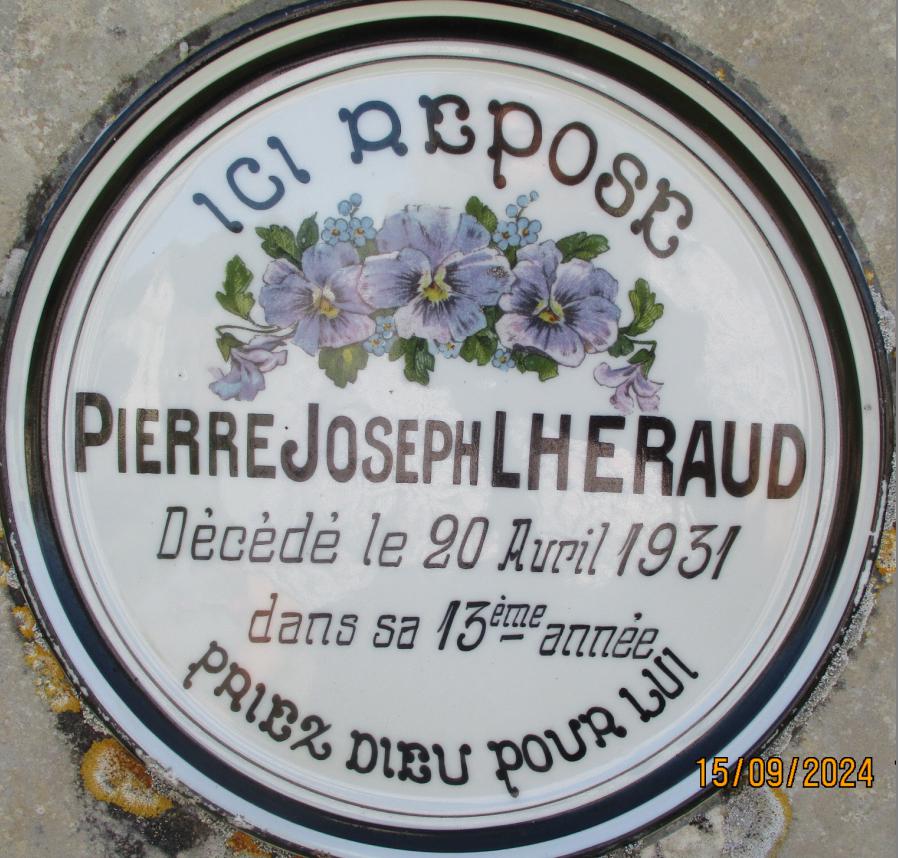 ICI REPOSE
PIERRE JOSEPH LHERAUD
Décédé le 20 Avril 1931
dans sa 13ème année
PRIEZ DIEU POUR LUI
15/09/2024